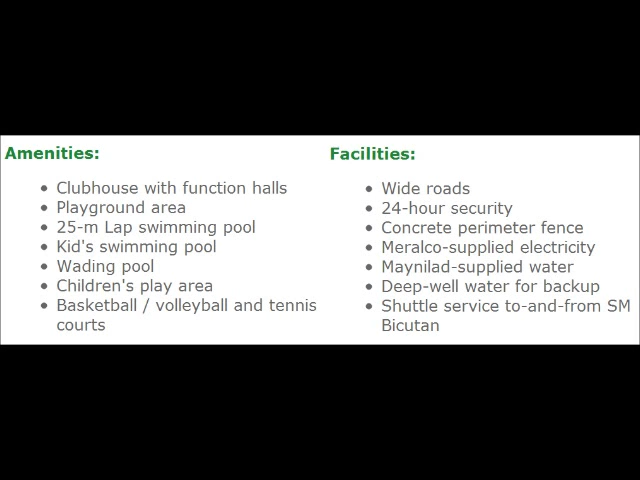 Amenities:
Clubhouse with function halls
Playground area
25-m Lap swimming pool
Kid's swimming pool
Wading pool
Children's play area
Basketball / volleyball and tennis
courts
Facilities:
Wide roads
24-hour security
Concrete perimeter fence
Meralco-supplied electricity
Maynilad-supplied water
Deep-well water for backup
Shuttle service to-and-from SM
Bicutan